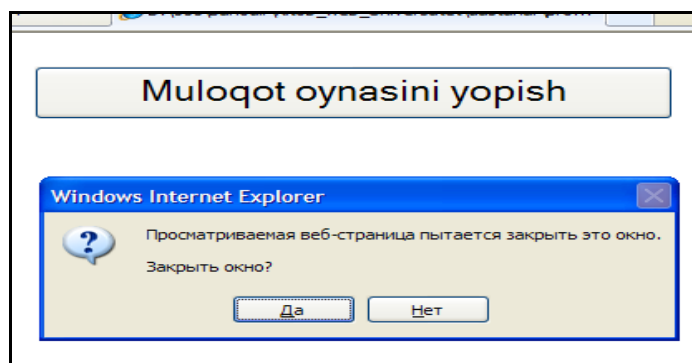 Muloqot oynasini yopish
Windows Internet Explorer
Просматриваемая веб-страница пытается закрыть это окно.
Закрыть окно?
Да
Нет